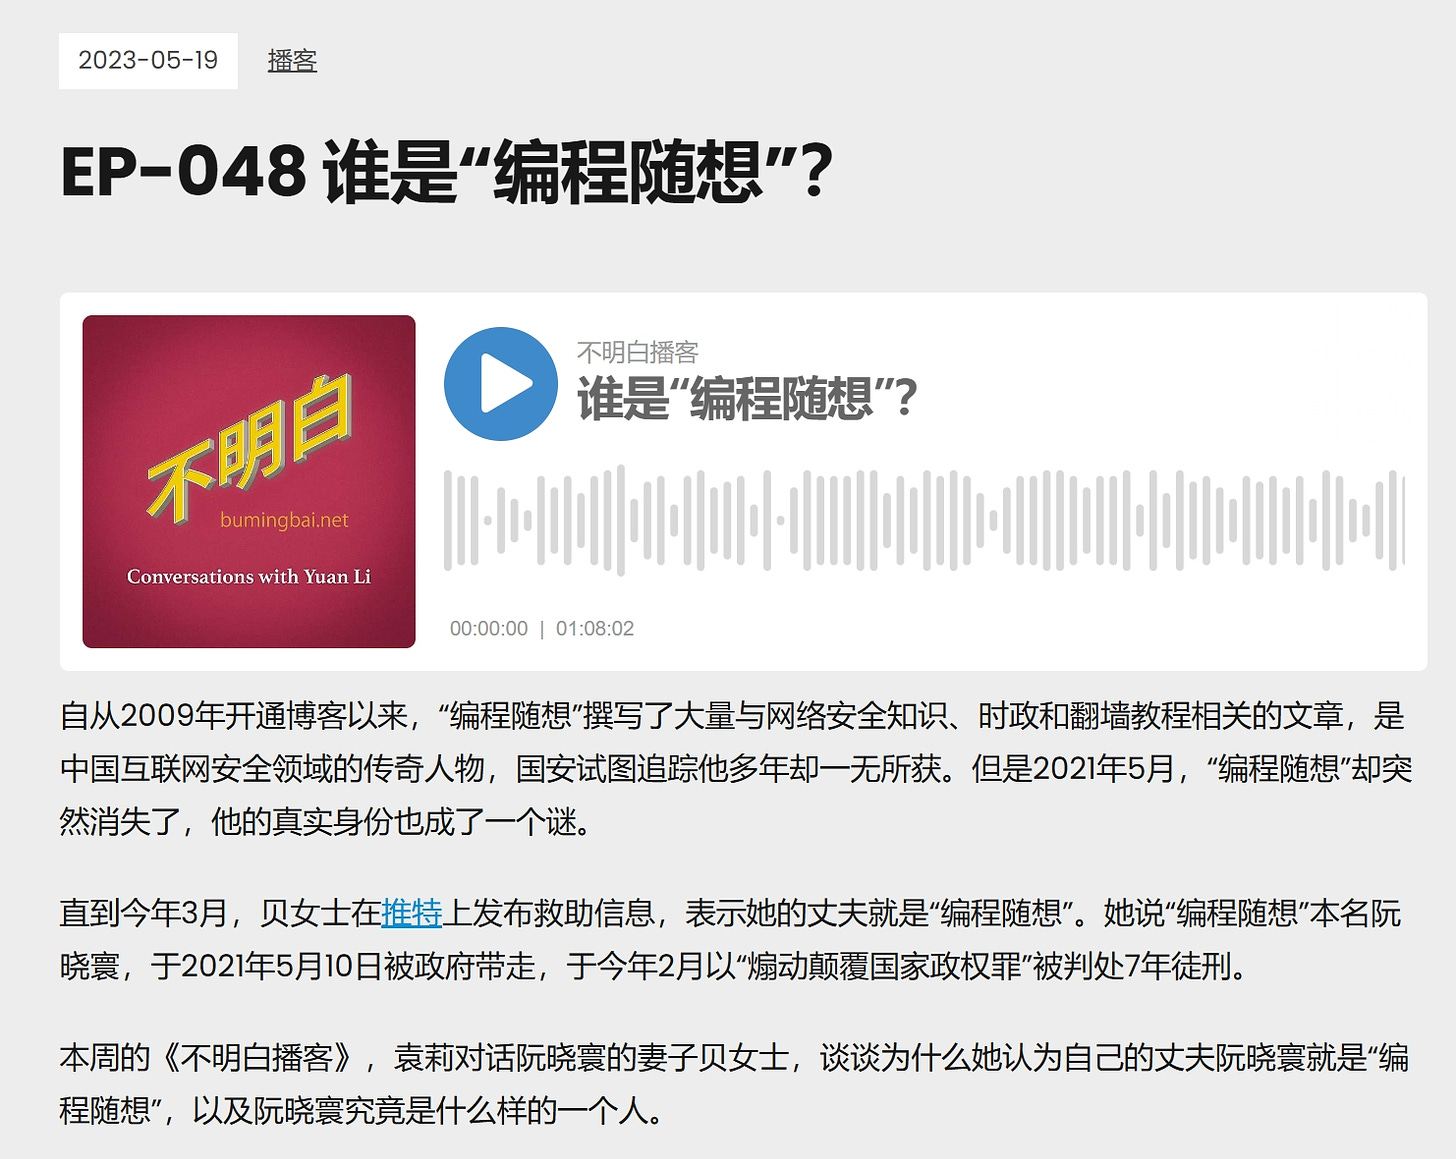 2023-05-19 播客
EP-048 谁是“编程随想”？
不明白
bumingbai.net
Conversations with Yuan Li
不明白播客
谁是“编程随想”？
00:00:00 | 01:08:02
自从2009年开通博客以来，“编程随想”撰写了大量与网络安全知识、时政和翻墙教程相关的文章，是
中国互联网安全领域的传奇人物，国安试图追踪他多年却一无所获。但是2021年5月，“编程随想”却突
然消失了，他的真实身份也成了一个谜。
直到今年3月，贝女士在推特上发布救助信息，表示她的丈夫就是“编程随想”。她说“编程随想”本名阮
晓寰，于2021年5月10日被政府带走，于今年2月以“煽动颠覆国家政权罪”被判处7年徒刑。
本周的《不明白播客》，袁莉对话阮晓寰的妻子贝女士，谈谈为什么她认为自己的丈夫阮晓寰就是“编
程随想”，以及阮晓寰究竟是什么样的一个人。